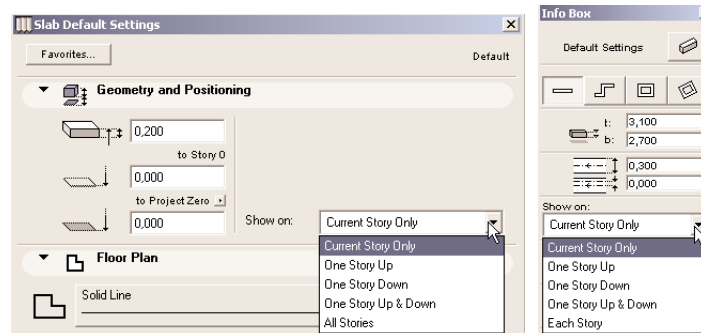 Slab Default Settings
Favorites...
Default
Geometry and Positioning
0,200
to Story 0
0,000
to Project Zero
0,000
Show on:
Current Story Only
Current Story Only
One Story Up
One Story Down
One Story Up & Down
All Stories
Floor Plan
Solid Line
Info Box
Default Settings
t:
3,100
b:
2,700
0,300
0,000
Show on:
Current Story Only
Current Story Only
One Story Up
One Story Down
One Story Up & Down
Each Story